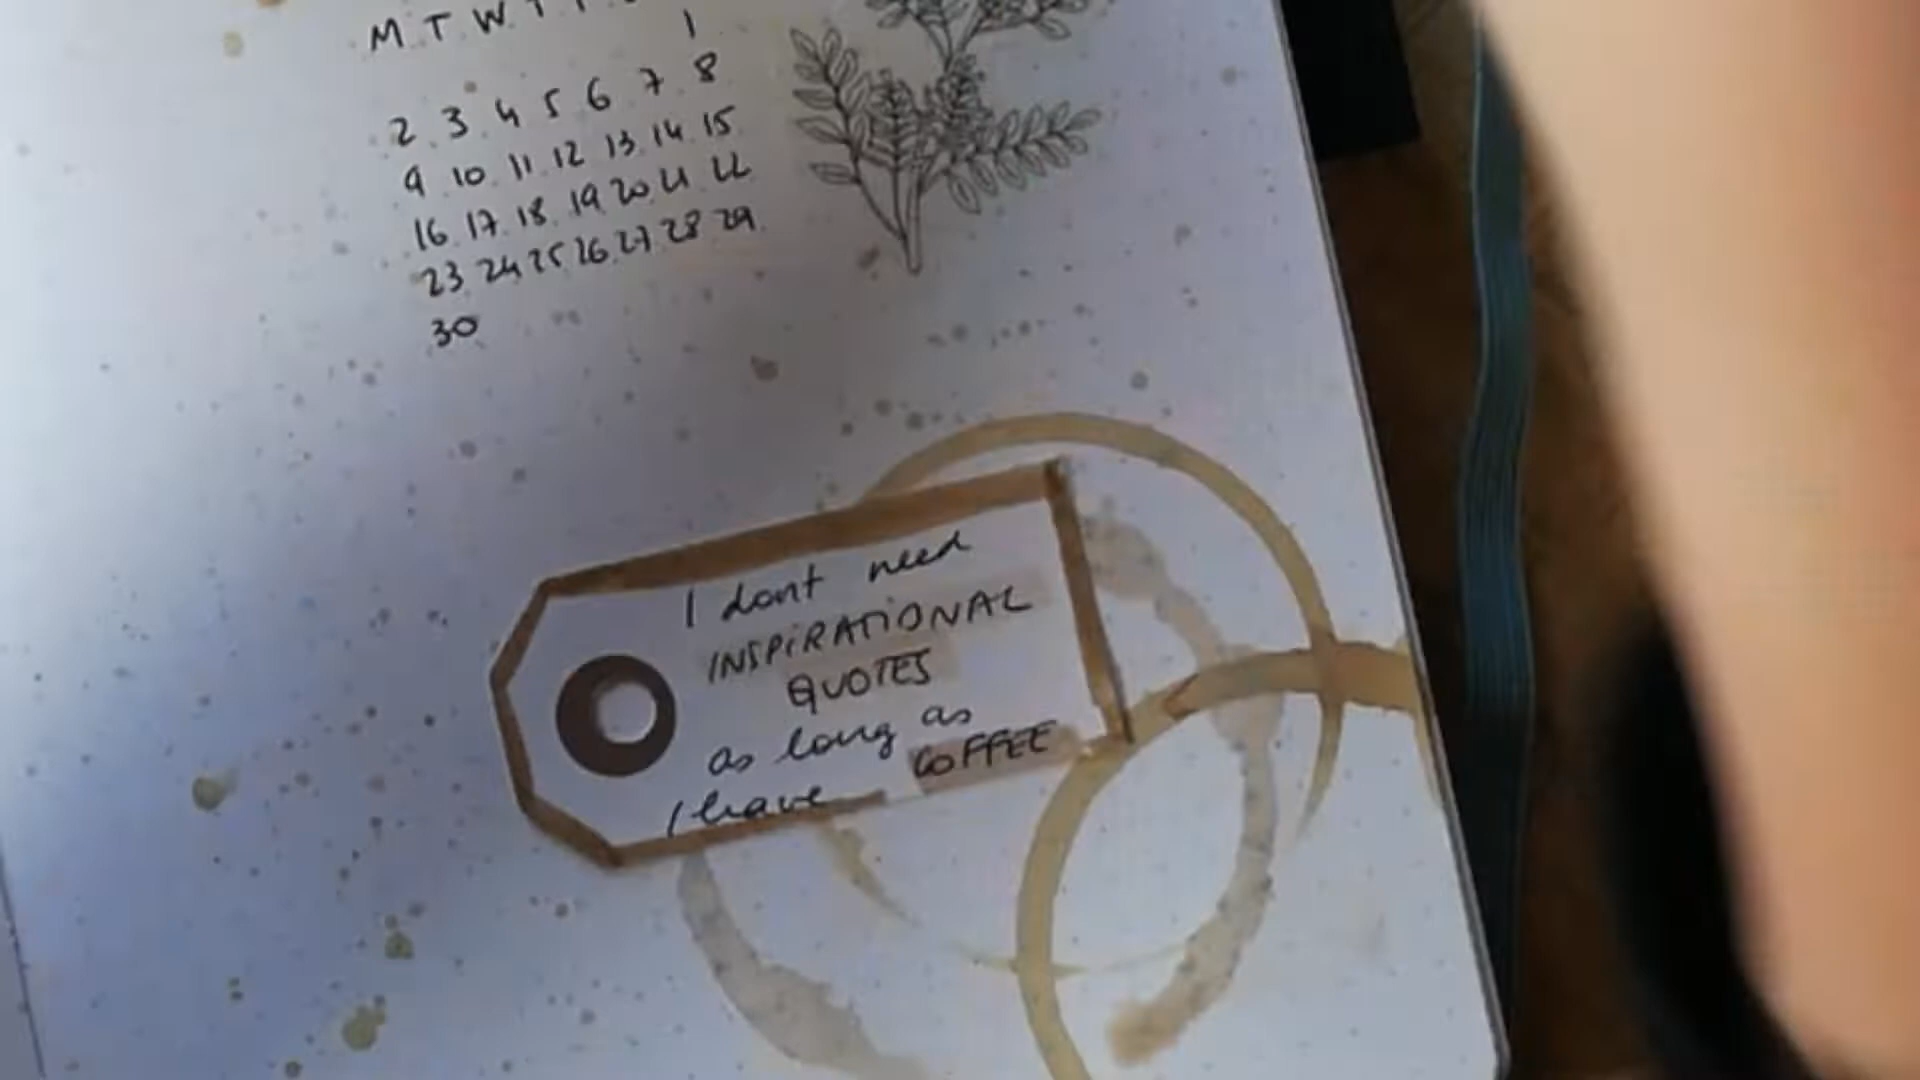 M T W T F
1
2 3 4 5 6 7 8
9 10 11 12 13 14 15
16 17 18 19 20 21 22
23 24 25 26 27 28 29
30
I dont need
INSPIRATIONAL
QUOTES
as long as
I have COFFEE